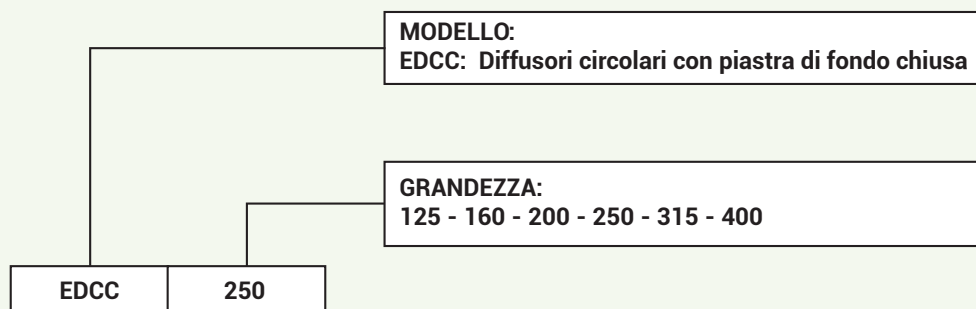 MODELLO:
EDCC: Diffusori circolari con piastra di fondo chiusa
GRANDEZZA:
125 - 160 - 200 - 250 - 315 - 400
EDCC 250